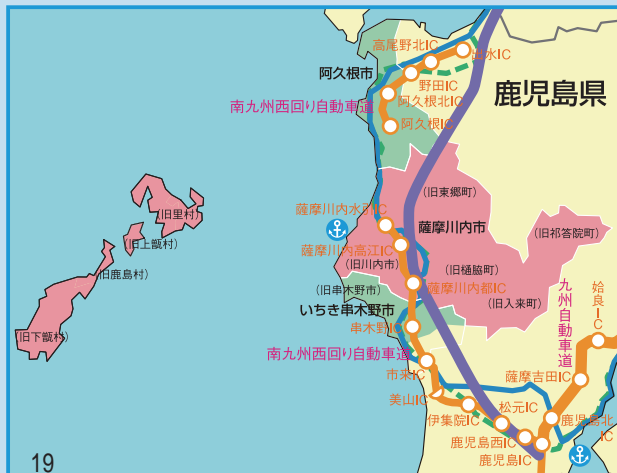 高尾野北IC
出水IC
阿久根市
野田IC
鹿児島県
南九州西回り自動車道
阿久根北IC
阿久根IC
(旧東郷町)
薩摩川内水引IC
薩摩川内市
(旧里村)
(旧祁答院町)
(旧上甑村)
薩摩川内高江IC
(旧川内市)
(旧樋脇町)
(旧鹿島村)
(旧串木野市)
薩摩川内都IC
(旧入来町)
いちき串木野市
九州自動車道
姶良IC
串木野IC
(旧下甑村)
南九州西回り自動車道
市来IC
薩摩吉田IC
美山IC
伊集院IC
松元IC
鹿児島北IC
鹿児島西IC
鹿児島IC
19